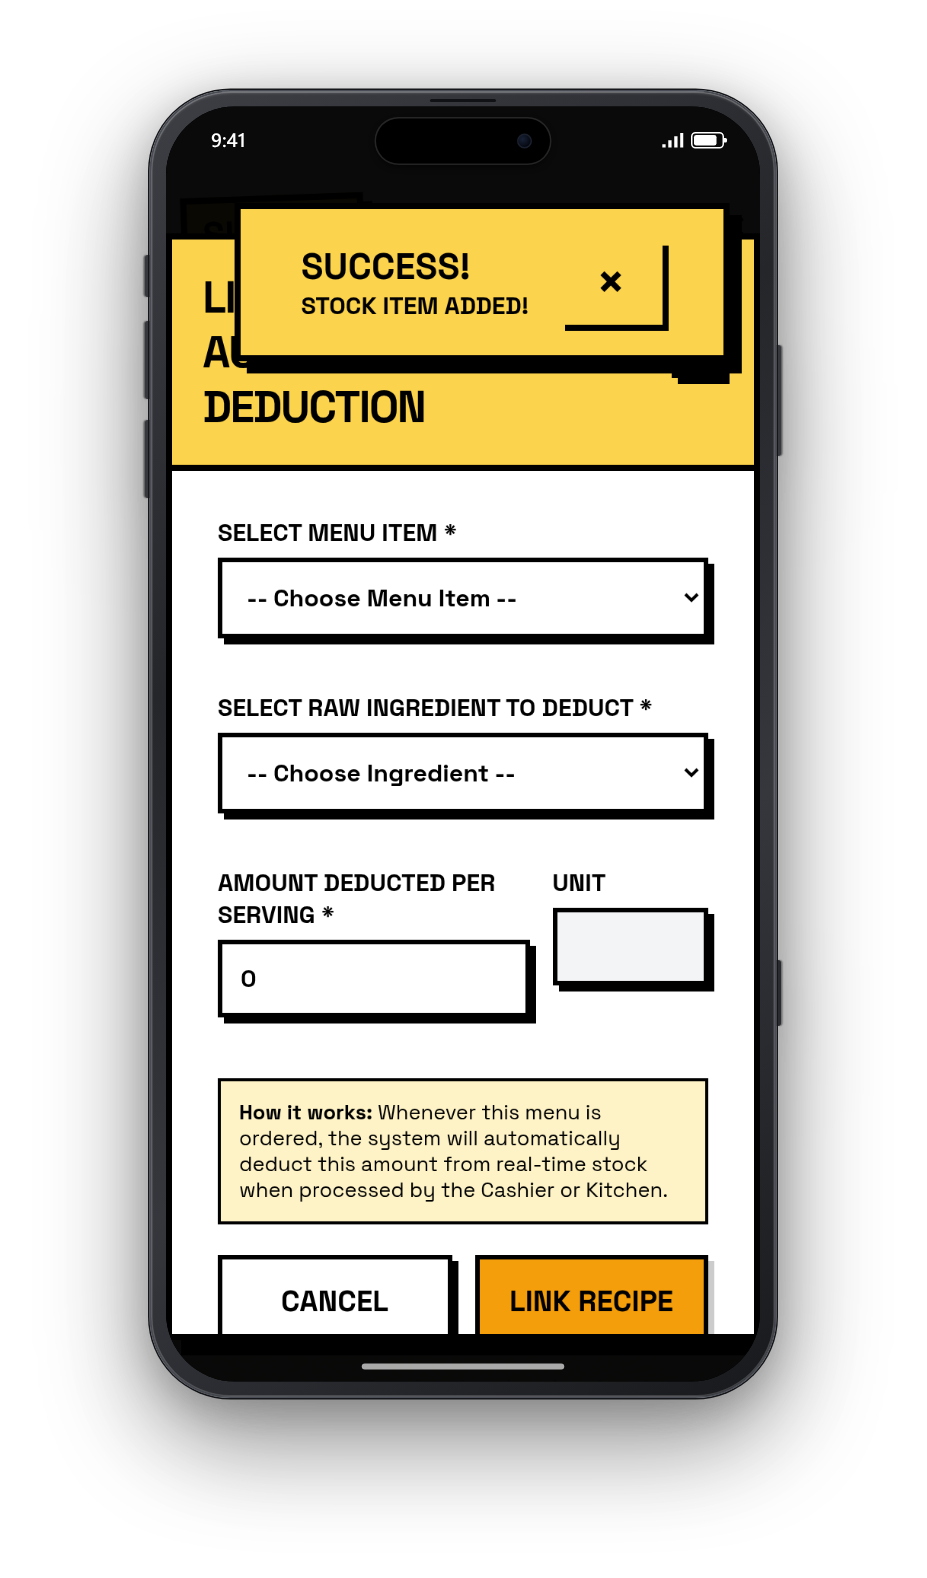 9:41
SUCCESS!
STOCK ITEM ADDED!
×
DEDUCTION
SELECT MENU ITEM *
-- Choose Menu Item --
SELECT RAW INGREDIENT TO DEDUCT *
-- Choose Ingredient --
AMOUNT DEDUCTED PER
SERVING *
UNIT
0
How it works: Whenever this menu is
ordered, the system will automatically
deduct this amount from real-time stock
when processed by the Cashier or Kitchen.
CANCEL
LINK RECIPE